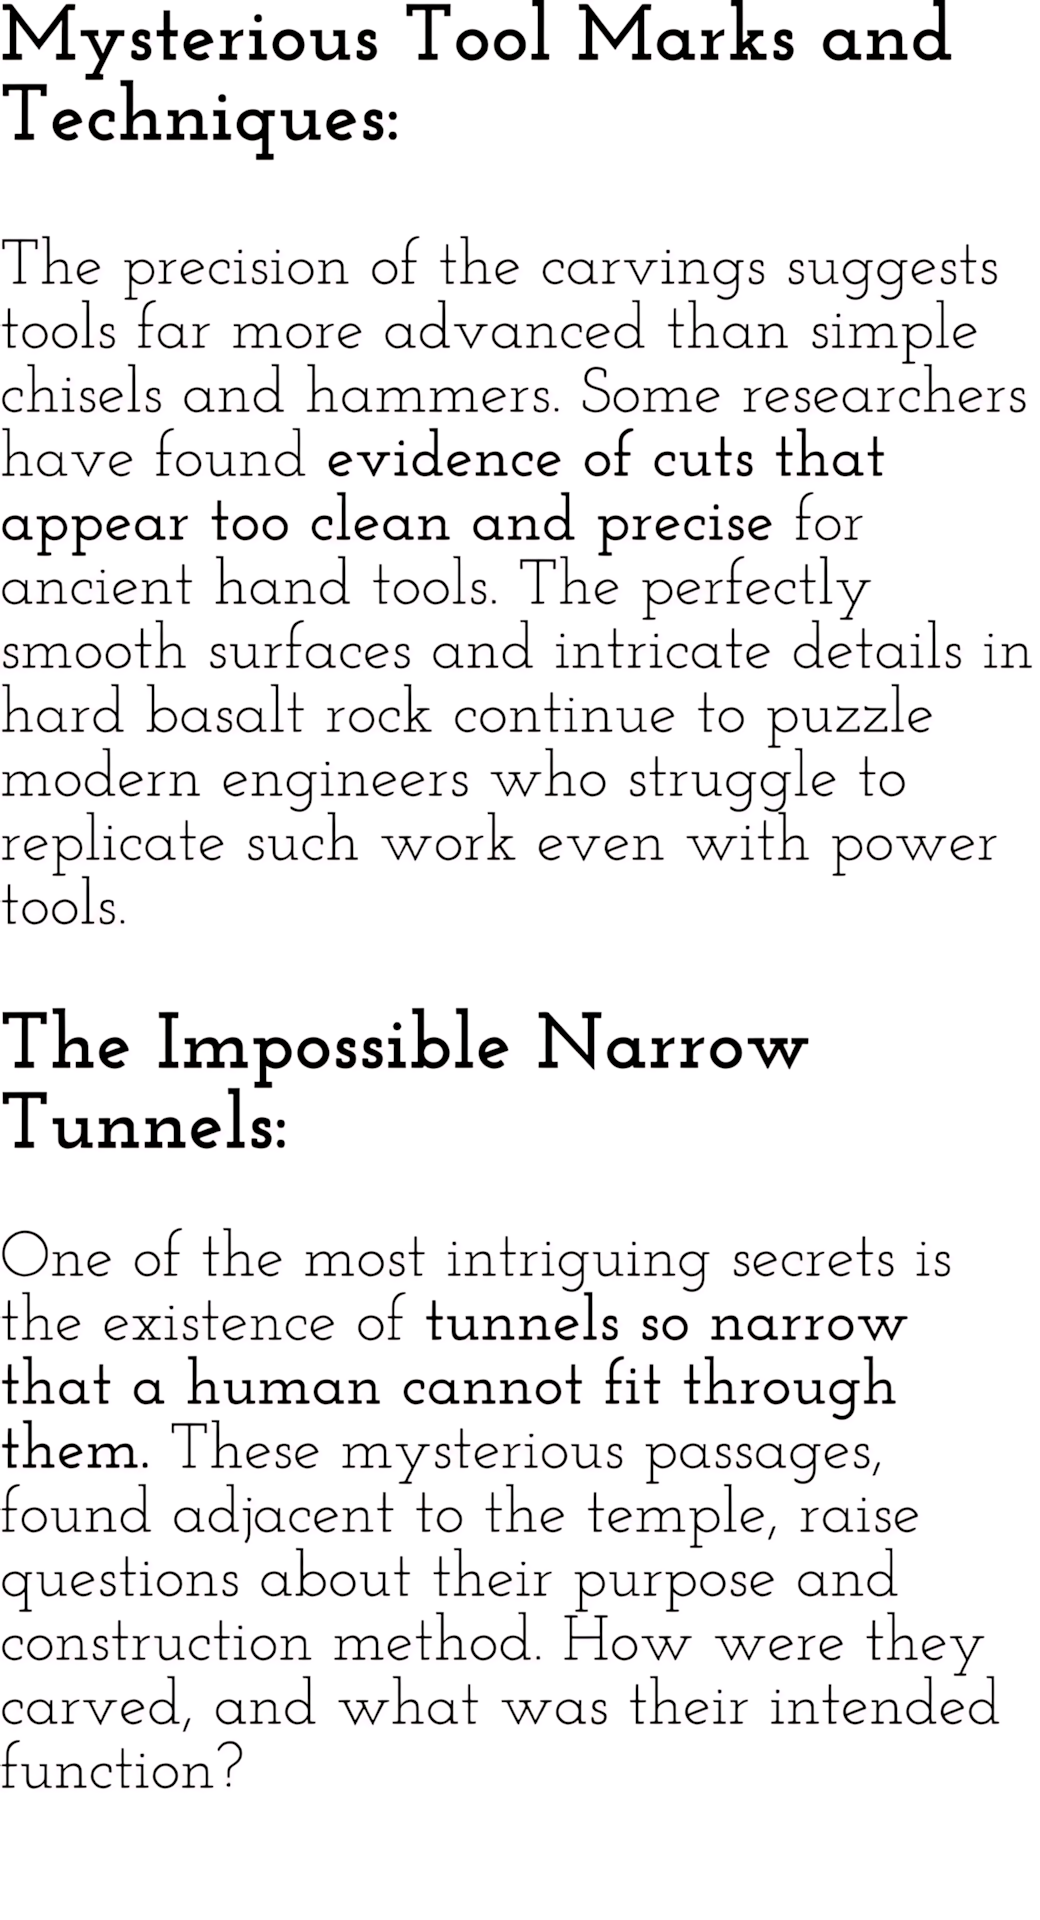 Mysterious Tool Marks and
Techniques:
The precision of the carvings suggests
tools far more advanced than simple
chisels and hammers. Some researchers
have found evidence of cuts that
appear too clean and precise for
ancient hand tools. The perfectly
smooth surfaces and intricate details in
hard basalt rock continue to puzzle
modern engineers who struggle to
replicate such work even with power
tools.
The Impossible Narrow
Tunnels:
One of the most intriguing secrets is
the existence of tunnels so narrow
that a human cannot fit through
them. These mysterious passages,
found adjacent to the temple, raise
questions about their purpose and
construction method. How were they
carved, and what was their intended
function?